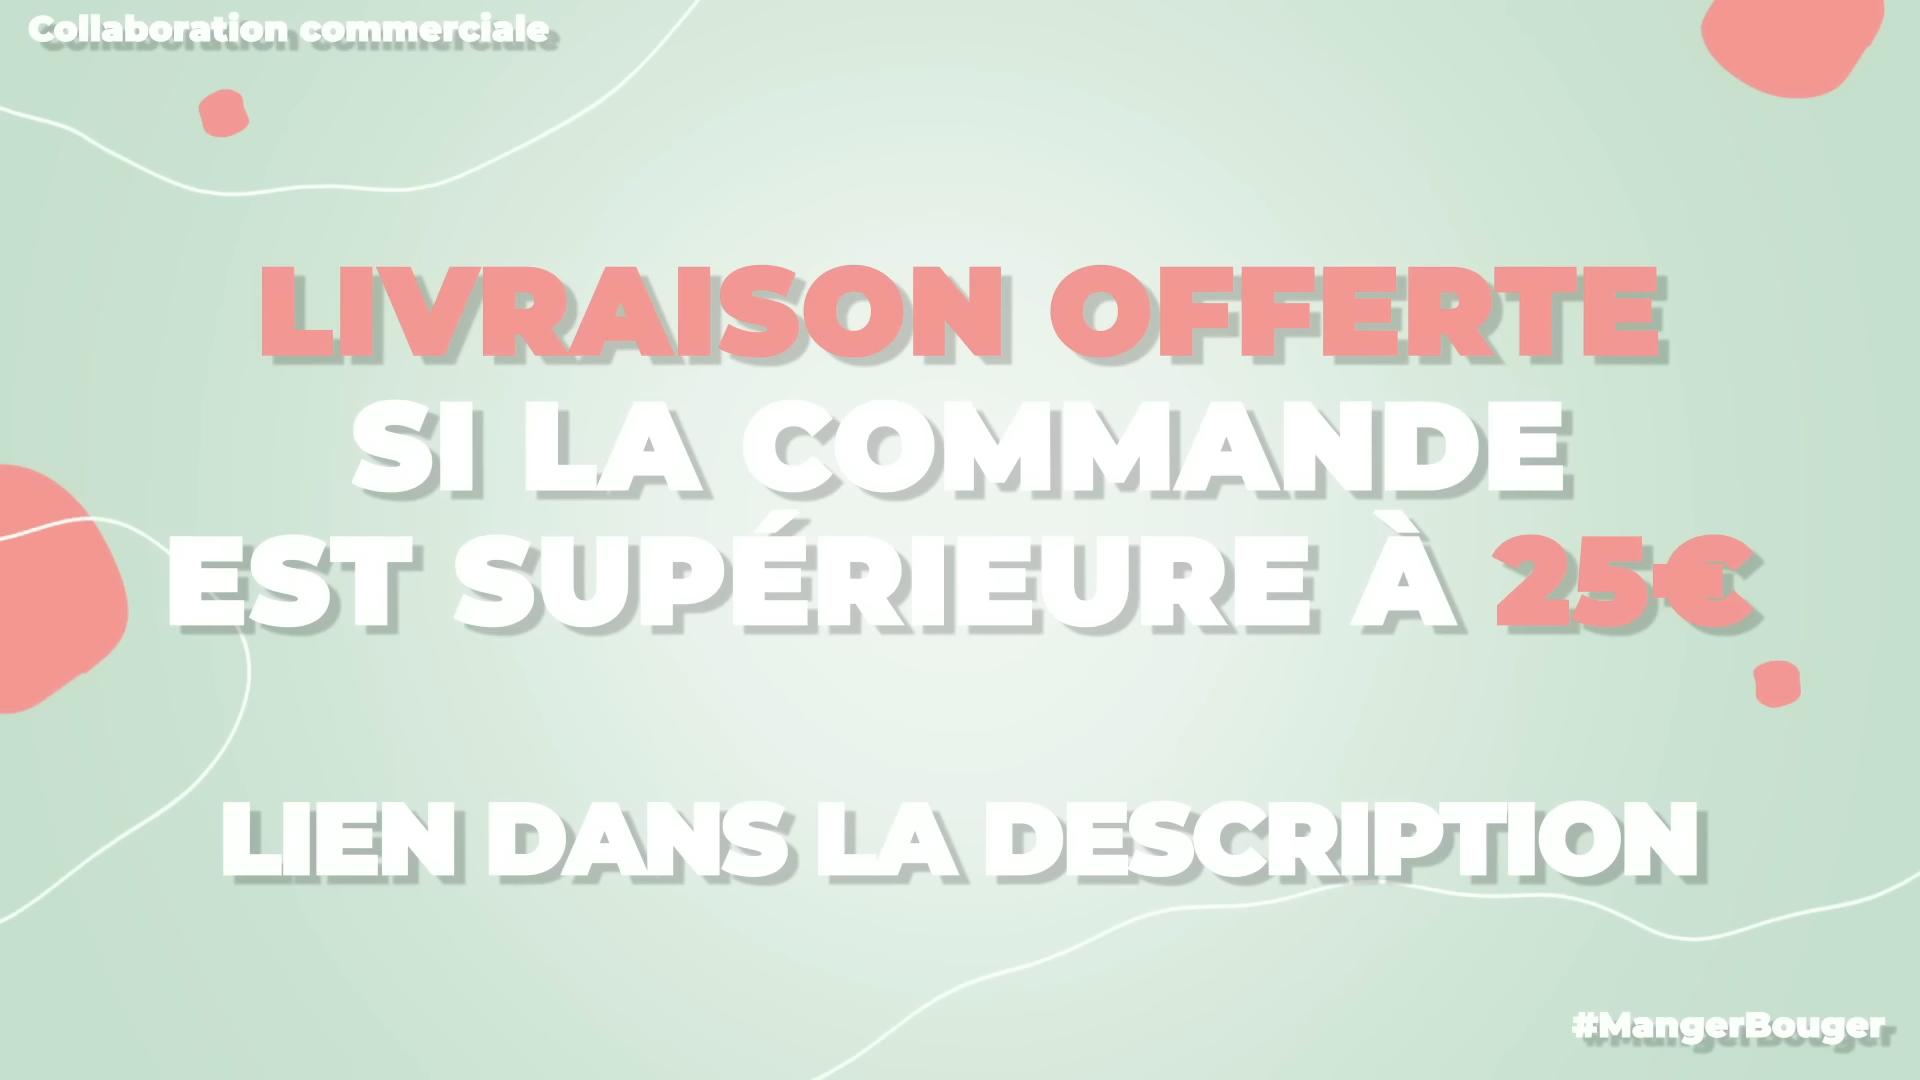 Collaboration commerciale
LIVRAISON OFFERTE
SI LA COMMANDE
EST SUPÉRIEURE À 25€
LIEN DANS LA DESCRIPTION
#MangerBouger